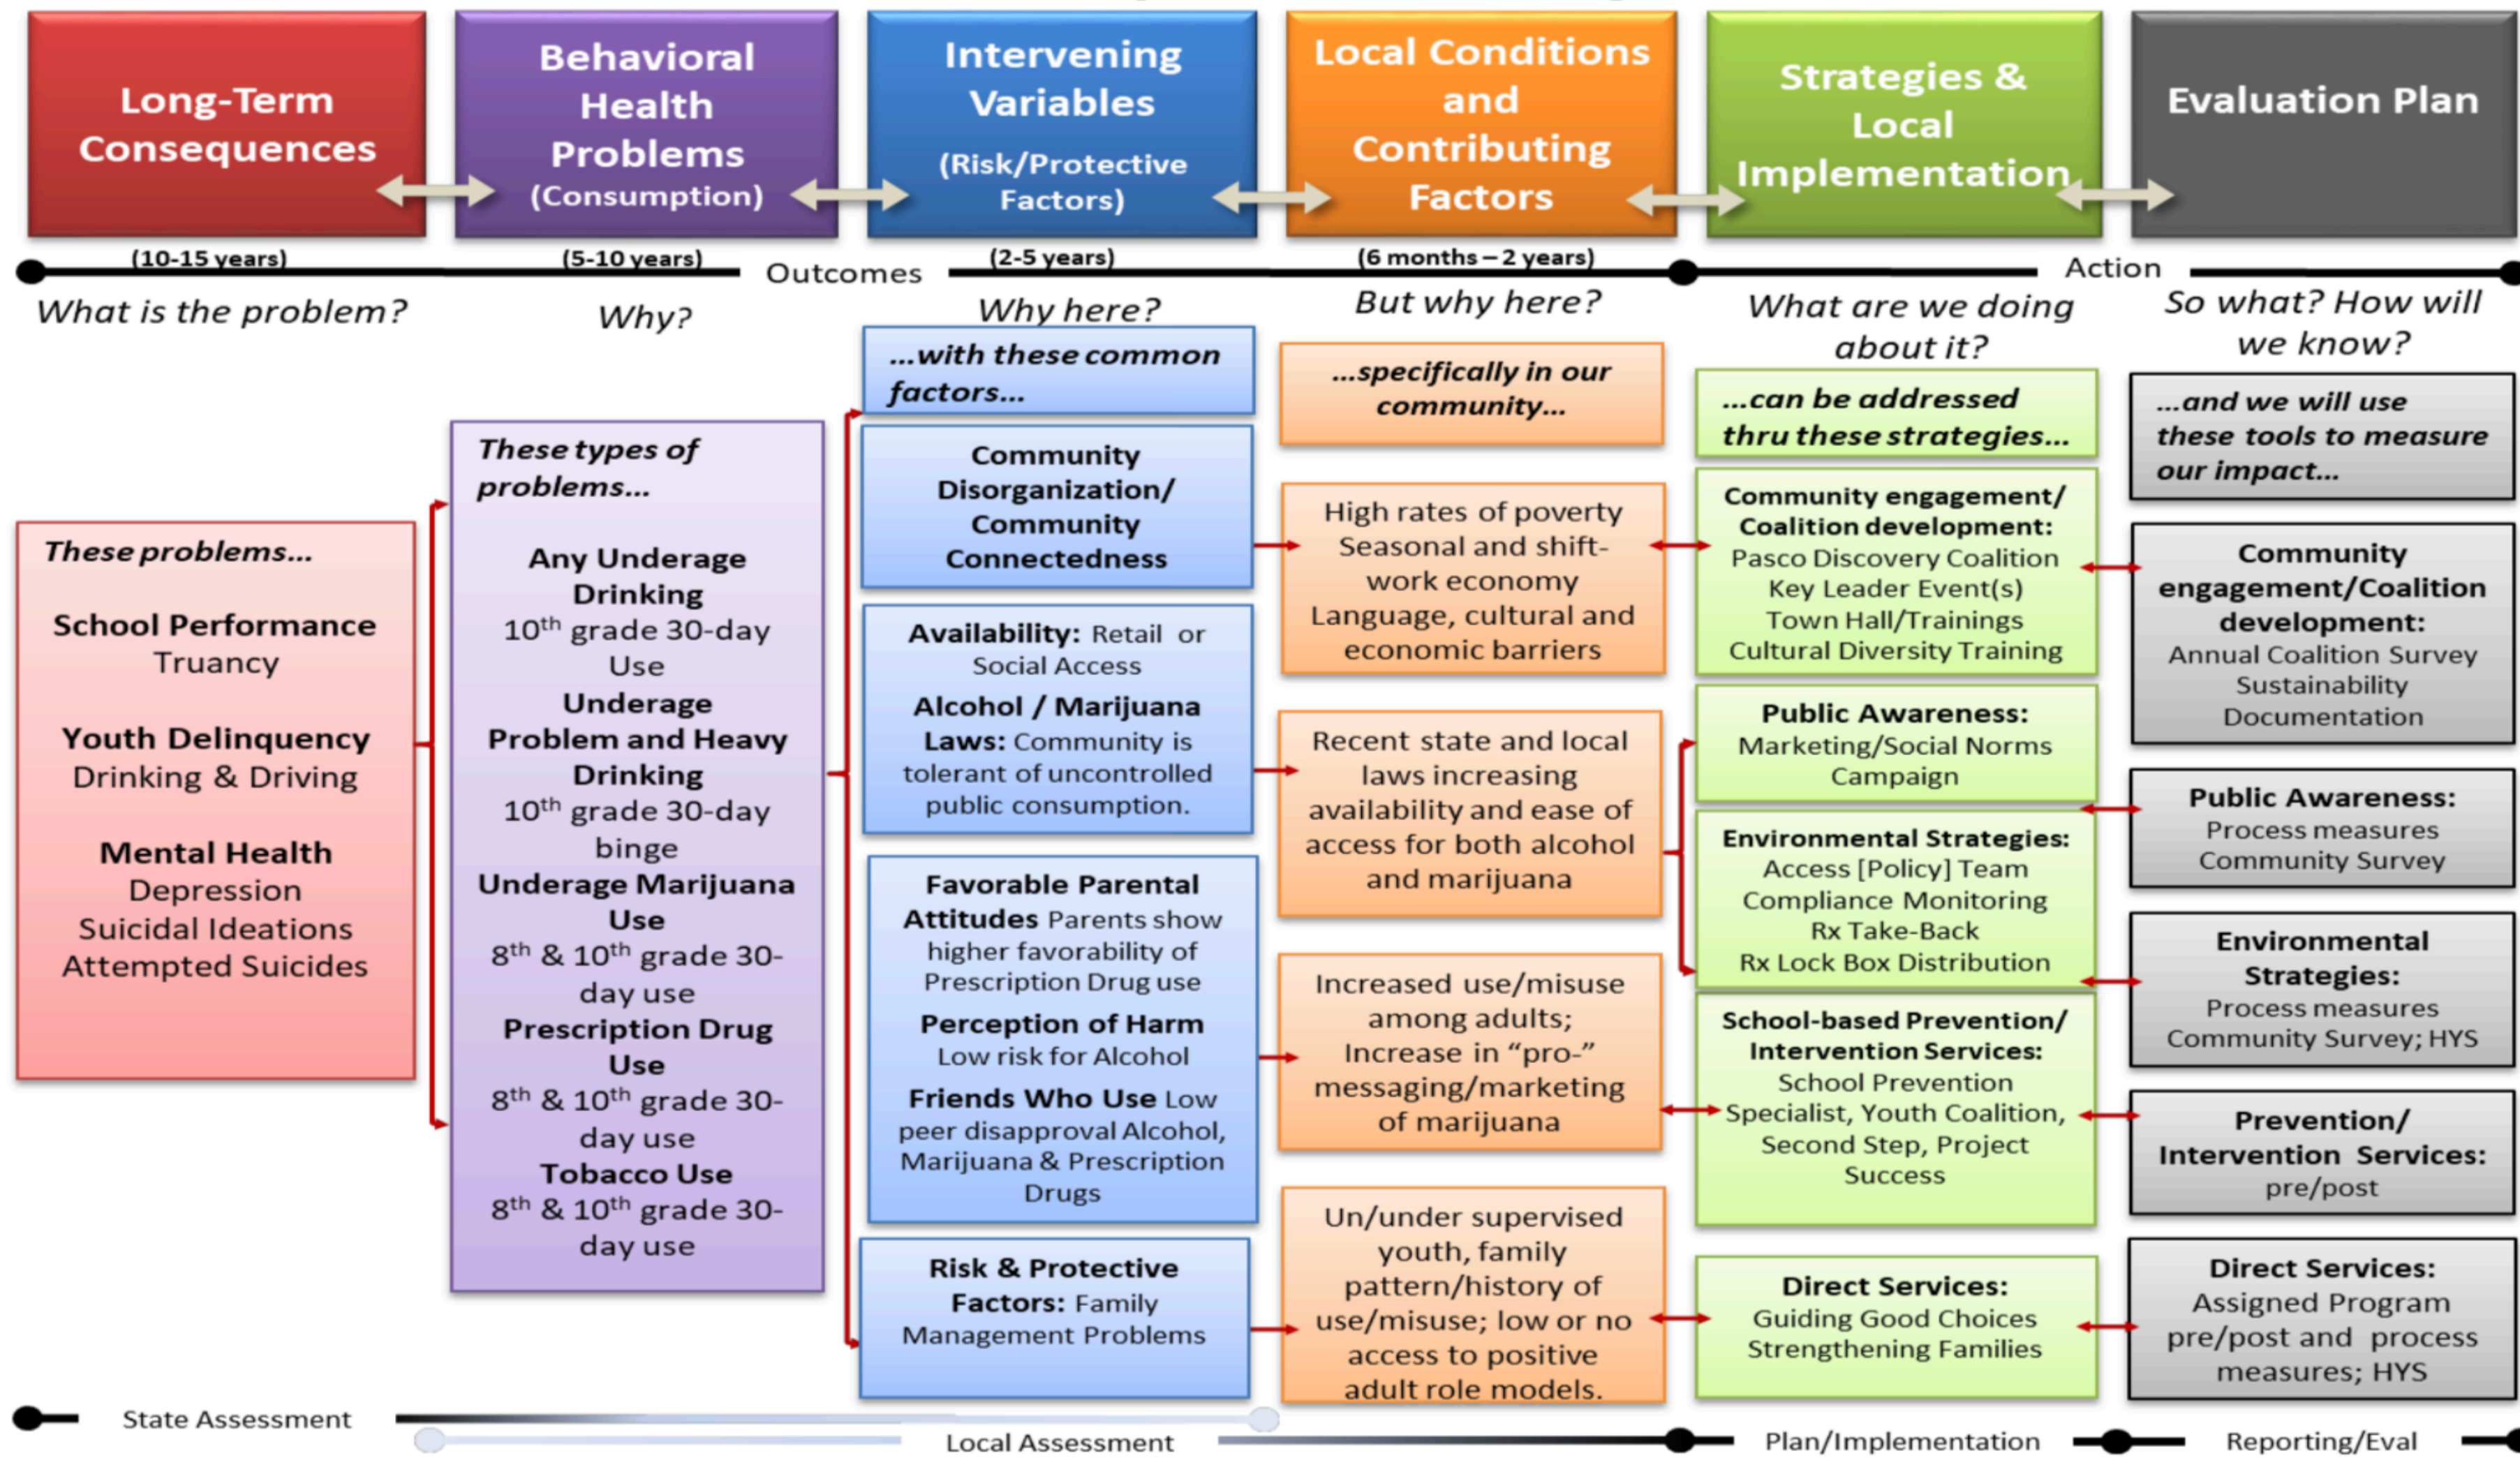 Long-Term
Consequences
Behavioral
Health
Problems
(Consumption)
Intervening
Variables
(Risk/Protective
Factors)
Local Conditions
and
Contributing
Factors
Strategies &
Local
Implementation
Evaluation Plan
(10-15 years)
(5-10 years)
Outcomes
(2-5 years)
(6 months – 2 years)
Action
What is the problem?
Why?
Why here?
But why here?
What are we doing
about it?
So what? How will
we know?
These problems...
School Performance
Truancy
Youth Delinquency
Drinking & Driving
Mental Health
Depression
Suicidal Ideations
Attempted Suicides
These types of
problems...
Any Underage
Drinking
10th grade 30-day
Use
Underage
Problem and Heavy
Drinking
10th grade 30-day
binge
Underage Marijuana
Use
8th & 10th grade 30-
day use
Prescription Drug
Use
8th & 10th grade 30-
day use
Tobacco Use
8th & 10th grade 30-
day use
...with these common
factors...
Community
Disorganization/
Community
Connectedness
Availability: Retail or
Social Access
Alcohol / Marijuana
Laws: Community is
tolerant of uncontrolled
public consumption.
Favorable Parental
Attitudes Parents show
higher favorability of
Prescription Drug use
Perception of Harm
Low risk for Alcohol
Friends Who Use Low
peer disapproval Alcohol,
Marijuana & Prescription
Drugs
Risk & Protective
Factors: Family
Management Problems
...specifically in our
community...
High rates of poverty
Seasonal and shift-
work economy
Language, cultural and
economic barriers
Recent state and local
laws increasing
availability and ease of
access for both alcohol
and marijuana
Increased use/misuse
among adults;
Increase in “pro-”
messaging/marketing
of marijuana
Un/under supervised
youth, family
pattern/history of
use/misuse; low or no
access to positive
adult role models.
...can be addressed
thru these strategies...
Community engagement/
Coalition development:
Pasco Discovery Coalition
Key Leader Event(s)
Town Hall/Trainings
Cultural Diversity Training
Public Awareness:
Marketing/Social Norms
Campaign
Environmental Strategies:
Access [Policy] Team
Compliance Monitoring
Rx Take-Back
Rx Lock Box Distribution
School-based Prevention/
Intervention Services:
School Prevention
Specialist, Youth Coalition,
Second Step, Project
Success
Direct Services:
Guiding Good Choices
Strengthening Families
...and we will use
these tools to measure
our impact...
Community
engagement/Coalition
development:
Annual Coalition Survey
Sustainability
Documentation
Public Awareness:
Process measures
Community Survey
Environmental
Strategies:
Process measures
Community Survey; HYS
Prevention/
Intervention Services:
pre/post
Direct Services:
Assigned Program
pre/post and process
measures; HYS
State Assessment
Local Assessment
Plan/Implementation
Reporting/Eval